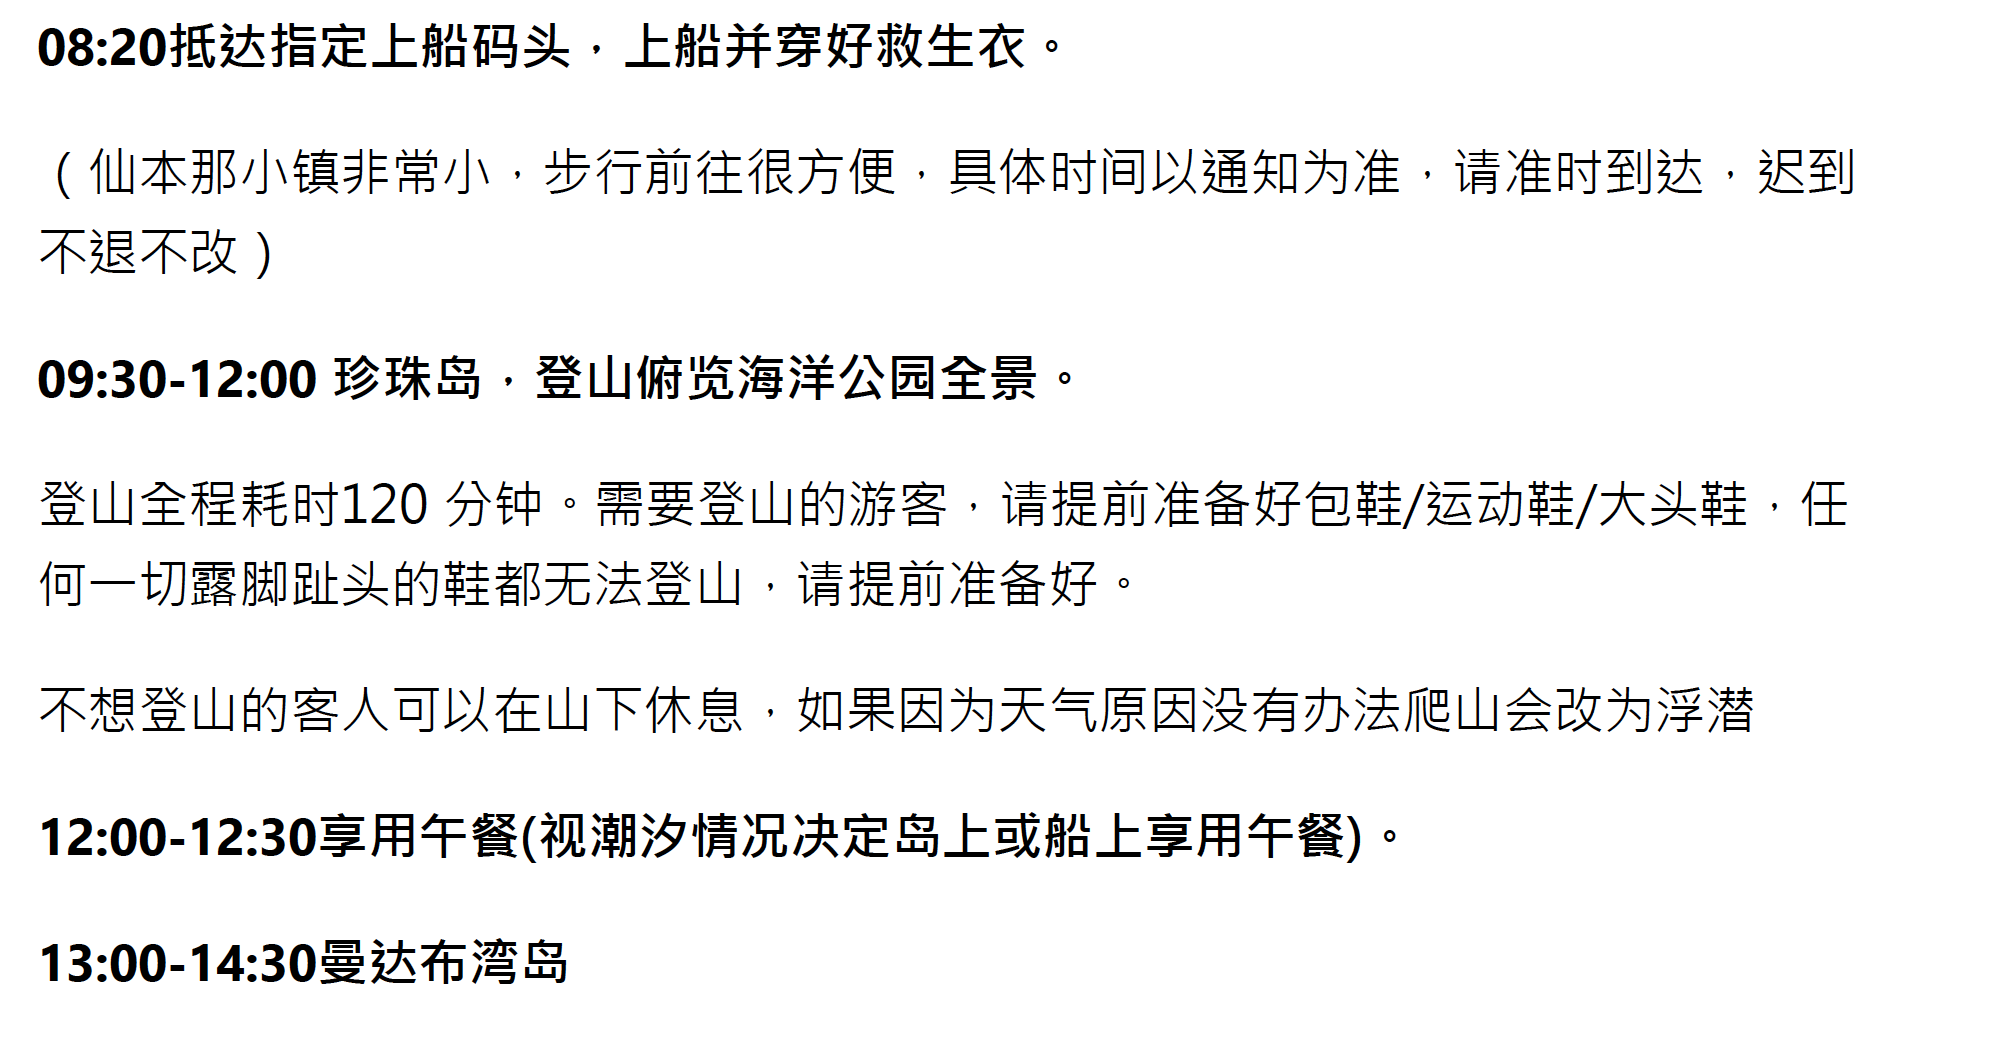 08:20抵达指定上船码头，上船并穿好救生衣。
（仙本那小镇非常小，步行前往很方便，具体时间以通知为准，请准时到达，迟到
不退不改）
09:30-12:00 珍珠岛，登山俯览海洋公园全景。
登山全程耗时120 分钟。需要登山的游客，请提前准备好包鞋/运动鞋/大头鞋，任
何一切露脚趾头的鞋都无法登山，请提前准备好。
不想登山的客人可以在山下休息，如果因为天气原因没有办法爬山会改为浮潜
12:00-12:30享用午餐(视潮汐情况决定岛上或船上享用午餐)。
13:00-14:30曼达布湾岛